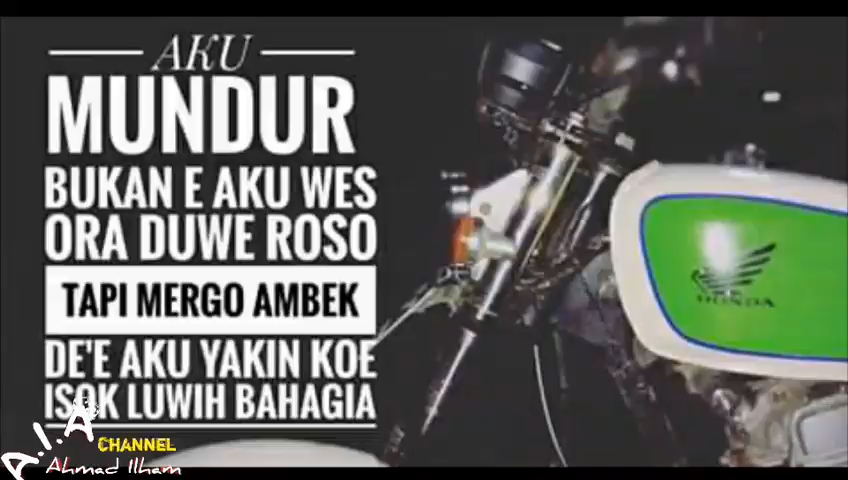 AKU
MUNDUR
BUKAN E AKU WES
ORA DUWE ROSO
TAPI MERGO AMBEK
DE'E AKU YAKIN KOE
ISOK LUWIH BAHAGIA
HONDA
A.I.A CHANNEL
Ahmad Ilham